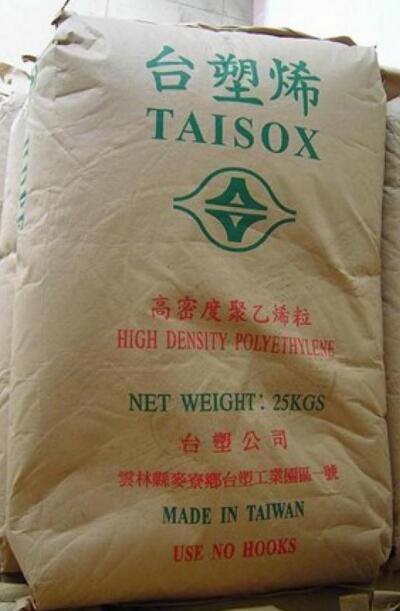 台塑烯
TAISOX
高密度聚乙烯粒
HIGH DENSITY POLYETHYLENE
NET WEIGHT: 25KGS
台塑公司
雲林縣麥寮鄉台塑工業園區一號
MADE IN TAIWAN
USE NO HOOKS